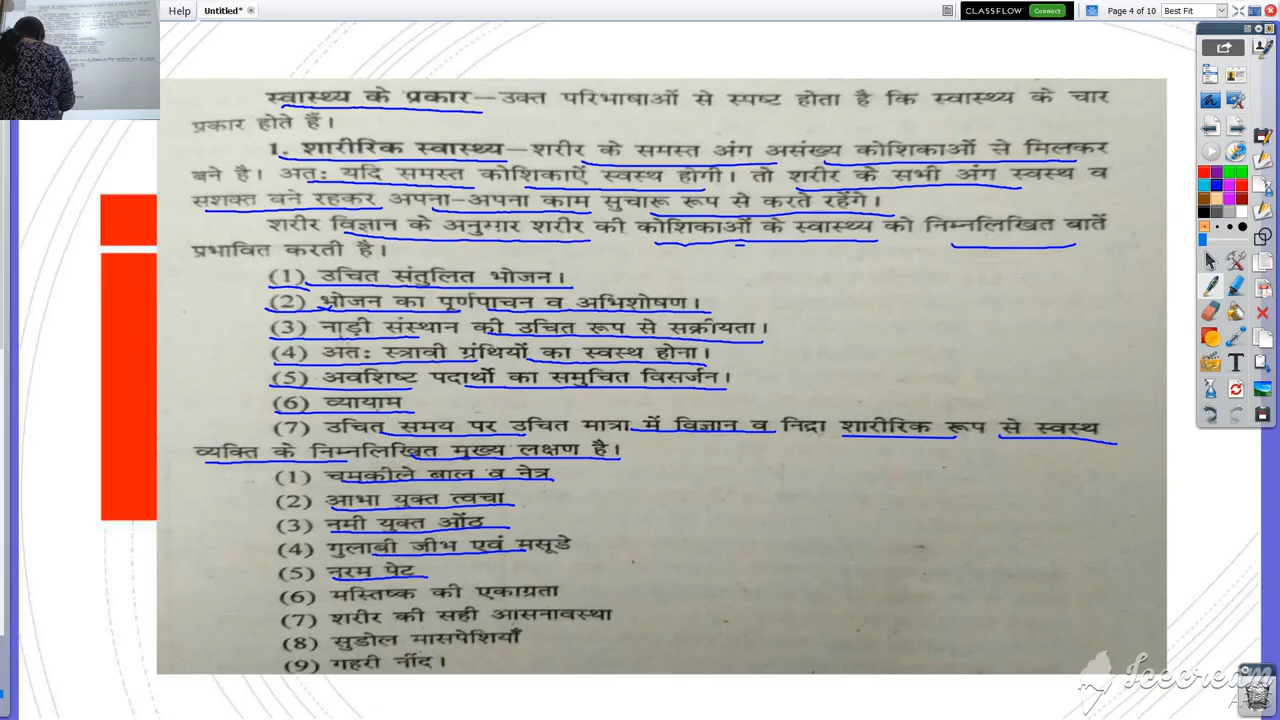 Help
Untitled*
CLASSFLOW Connect
Page 4 of 10
Best Fit
स्वास्थ्य के प्रकार—उक्त परिभाषाओं से स्पष्ट होता है कि स्वास्थ्य के चार
प्रकार होते हैं।
1. शारीरिक स्वास्थ्य—शरीर के समस्त अंग असंख्य कोशिकाओं से मिलकर
बने है। अतः यदि समस्त कोशिकाऐं स्वस्थ होगी। तो शरीर के सभी अंग स्वस्थ व
सशक्त बने रहकर अपना-अपना काम सुचारू रूप से करते रहेंगे।
शरीर विज्ञान के अनुसार शरीर की कोशिकाओं के स्वास्थ्य को निम्नलिखित बातें
प्रभावित करती है।
(1) उचित संतुलित भोजन।
(2) भोजन का पूर्णपाचन व अभिशोषण।
(3) नाड़ी संस्थान की उचित रूप से सक्रीयता।
(4) अतः स्त्रावी ग्रंथियों का स्वस्थ होना।
(5) अवशिष्ट पदार्थो का समुचित विसर्जन।
(6) व्यायाम
(7) उचित समय पर उचित मात्रा में विज्ञान व निद्रा शारीरिक रूप से स्वस्थ
व्यक्ति के निम्नलिखित मुख्य लक्षण है।
(1) चमकीले बाल व नेत्र
(2) आभा युक्त त्वचा
(3) नमी युक्त ओंठ
(4) गुलाबी जीभ एवं मसूडे
(5) नरम पेट
(6) मस्तिष्क की एकाग्रता
(7) शरीर की सही आसनावस्था
(8) सुडोल मासपेशियाँ
(9) गहरी नींद।
Icecream
APPS